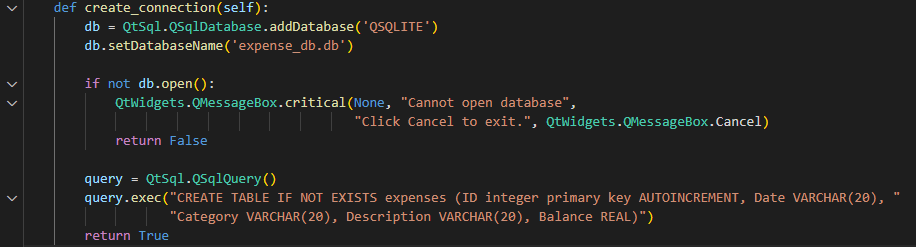 def create_connection(self):
    db = QtSql.QSqlDatabase.addDatabase('QSQLITE')
    db.setDatabaseName('expense_db.db')

    if not db.open():
        QtWidgets.QMessageBox.critical(None, "Cannot open database",
                                       "Click Cancel to exit.", QtWidgets.QMessageBox.Cancel)
        return False

    query = QtSql.QSqlQuery()
    query.exec("CREATE TABLE IF NOT EXISTS expenses (ID integer primary key AUTOINCREMENT, Date VARCHAR(20), "
               "Category VARCHAR(20), Description VARCHAR(20), Balance REAL)")
    return True